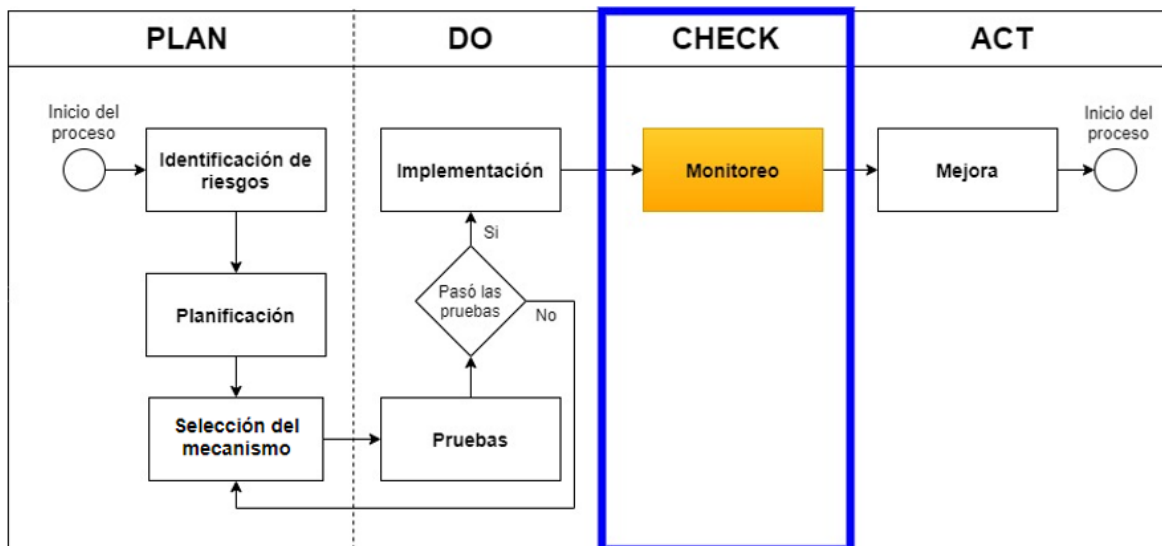 PLAN
DO
CHECK
ACT
Inicio del
proceso
Identificación de
riesgos
Planificación
Selección del
mecanismo
Implementación
Si
Pasó las
pruebas
No
Pruebas
Monitoreo
Mejora
Inicio del
proceso